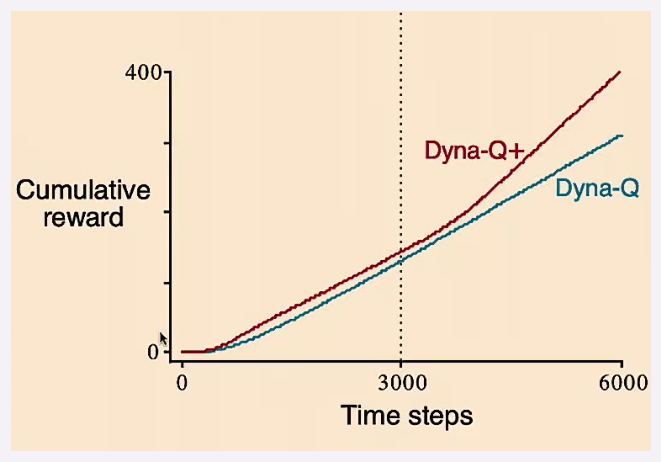 400
Dyna-Q+
Dyna-Q
Cumulative
reward
0
0
3000
6000
Time steps